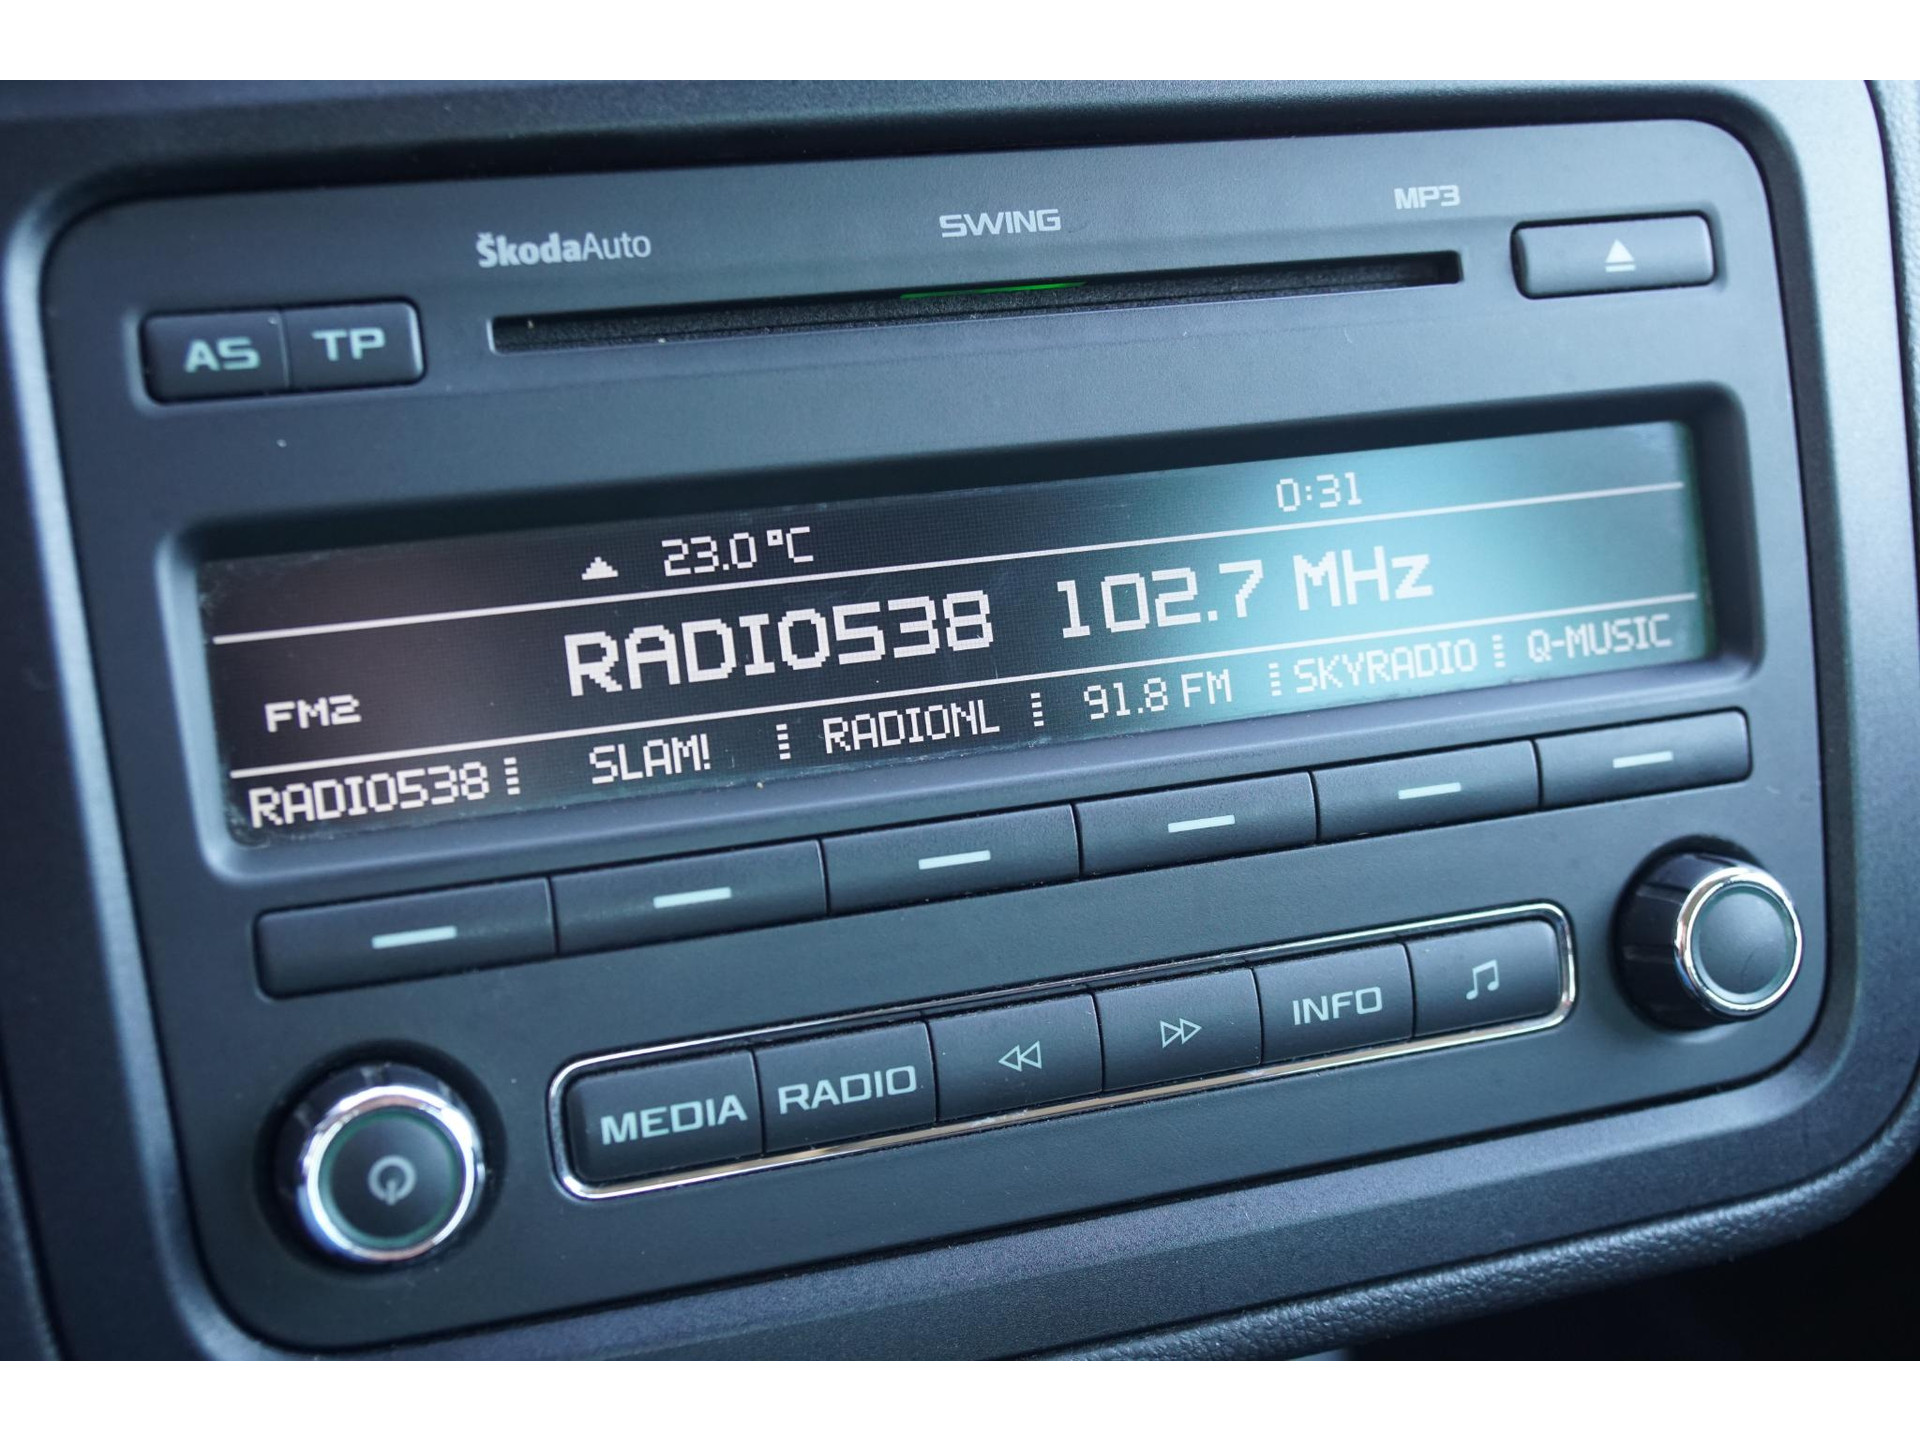 ŠkodaAuto SWING MP3
AS TP
23.0 °C 0:31
RADIO538 102.7 MHz
FM2
RADIO538 SLAM! RADIONL 91.8 FM SKYRADIO Q-MUSIC
MEDIA RADIO INFO